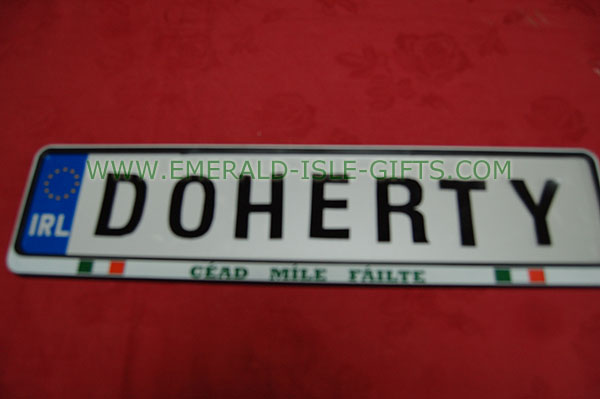 WWW.EMERALD-ISLE-GIFTS.COM
DOHERTY
IRL
CÉAD MÍLE FÁILTE